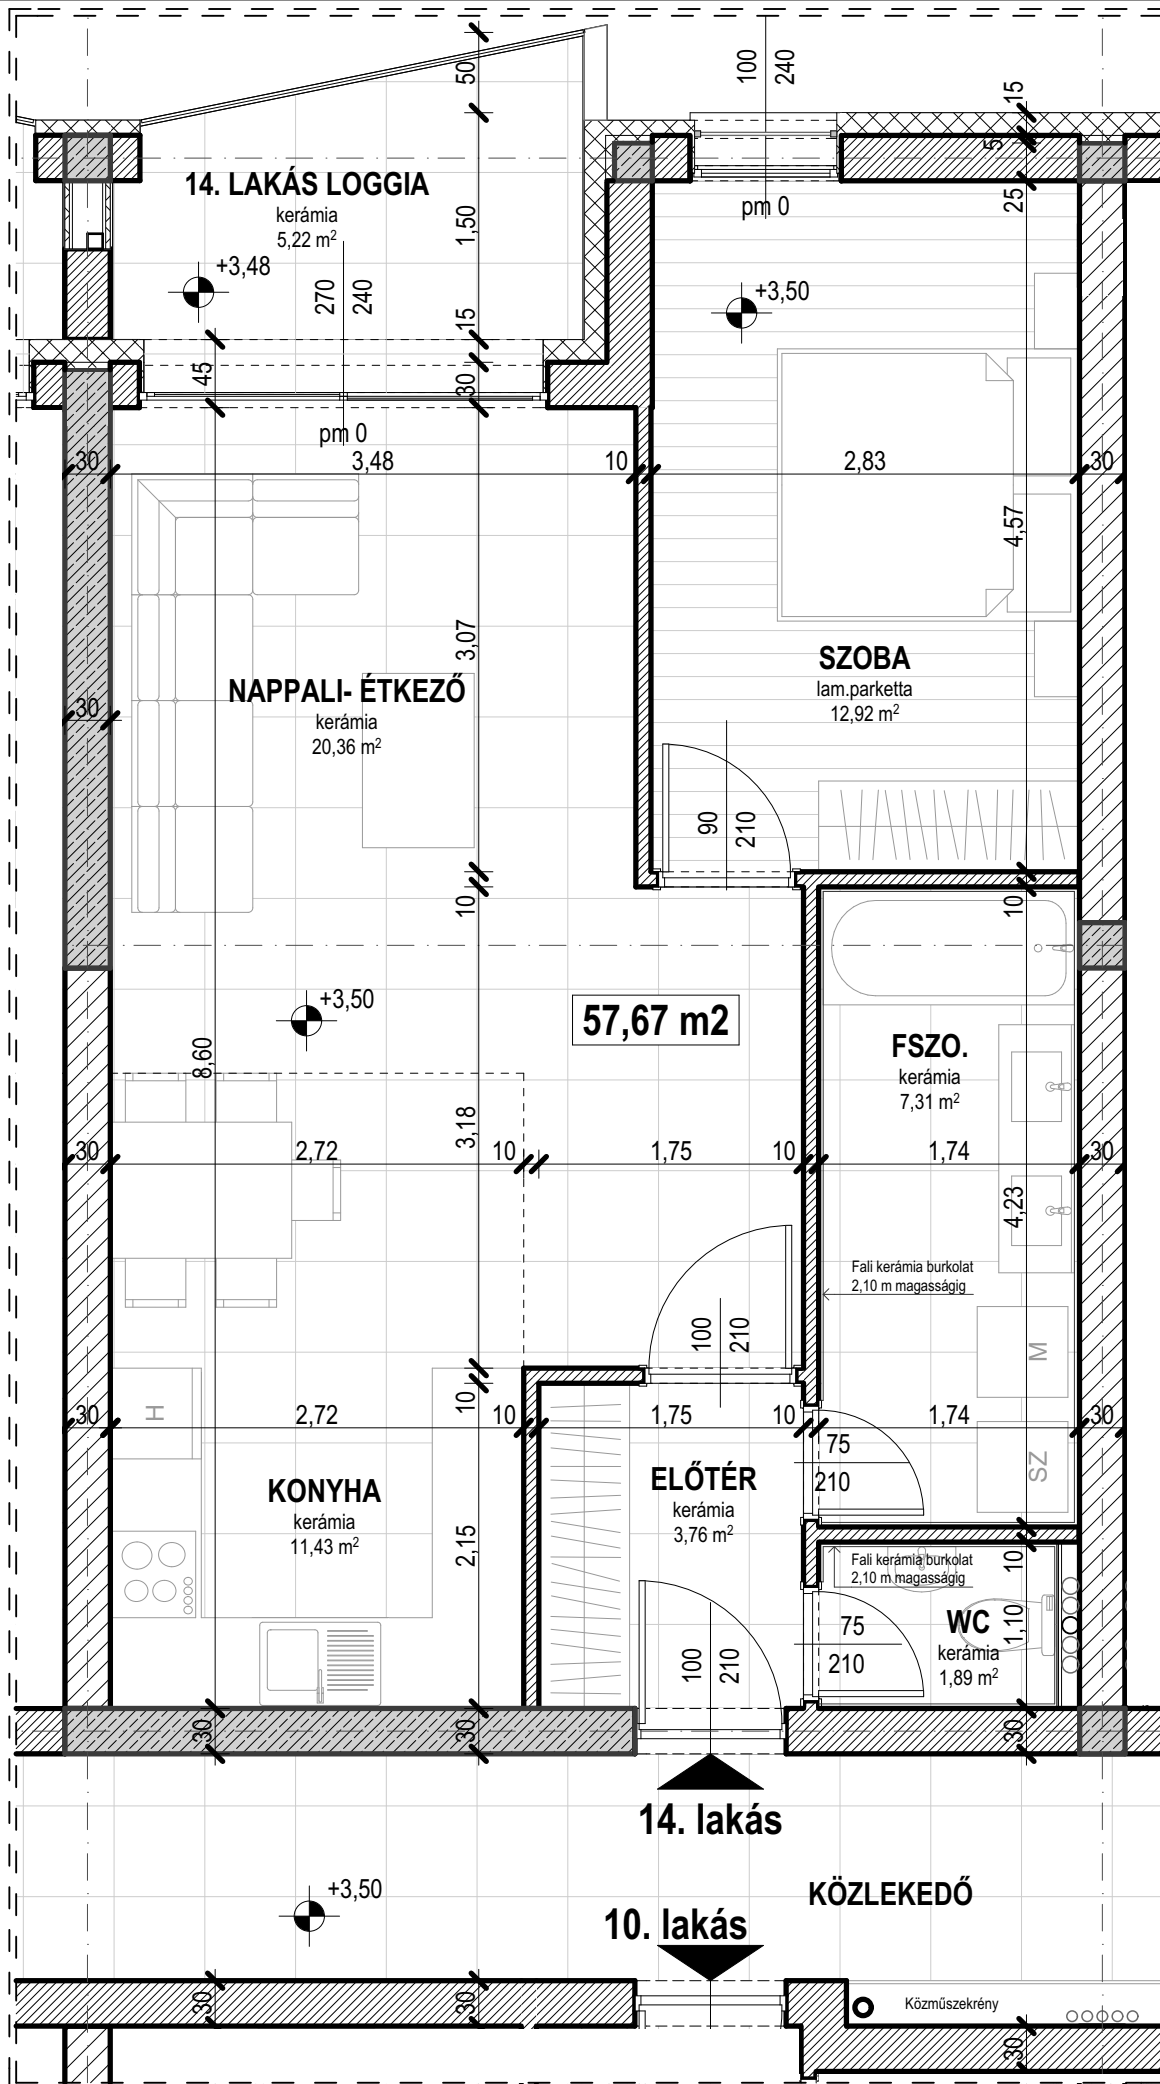 100
240
50
15
5
25
14. LAKÁS LOGGIA
kerámia
5,22 m²
1,50
pm 0
+3,48
270
240
+3,50
15
45
30
pm 0
30
3,48
10
2,83
30
4,57
3,07
SZOBA
lam.parketta
12,92 m²
NAPPALI- ÉTKEZŐ
kerámia
20,36 m²
30
90
210
10
10
+3,50
57,67 m2
8,60
FSZO.
kerámia
7,31 m²
3,18
30
2,72
10
1,75
10
1,74
30
4,23
Fali kerámia burkolat
2,10 m magasságig
100
210
M
10
30
H
2,72
10
1,75
10
1,74
30
75
210
SZ
KONYHA
kerámia
11,43 m²
ELŐTÉR
kerámia
3,76 m²
2,15
Fali kerámia burkolat
2,10 m magasságig
10
75
210
WC
kerámia
1,89 m²
1,10
100
210
30
30
30
14. lakás
+3,50
KÖZLEKEDŐ
10. lakás
30
30
Közműszekrény
30